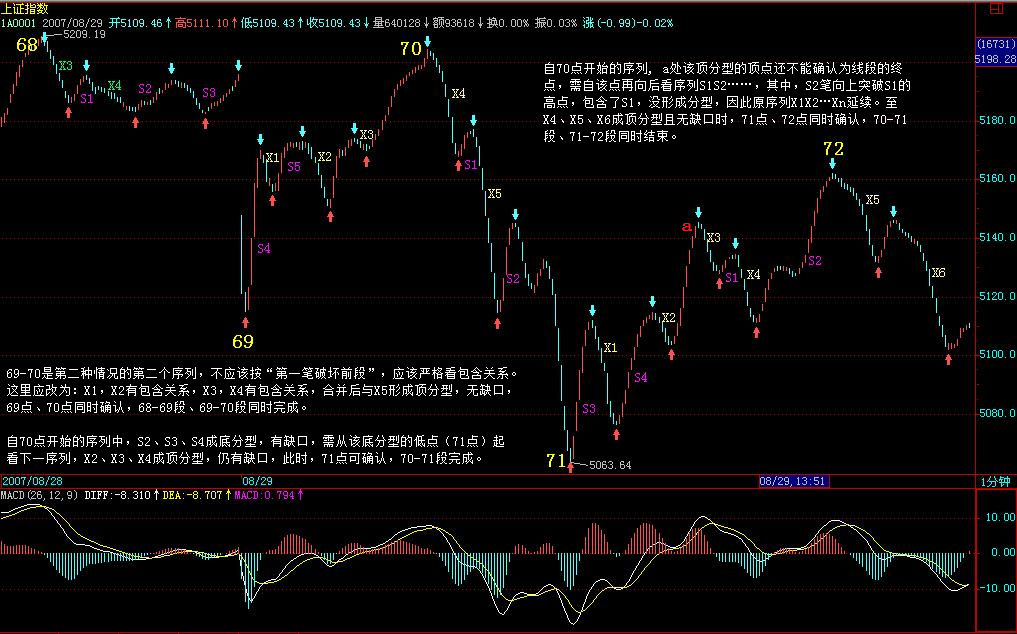 上证指数
1A0001 2007/08/29 开5109.46↑高5111.10↑低5109.43↑收5109.43↓量640128↓额93618↓换0.00% 振0.03% 涨(-0.99)-0.02%
(16731)
5198.28
68
5209.19
X3
S1
X4
S2
S3
70
X4
自70点开始的序列, a处该顶分型的顶点还不能确认为线段的终
点，需自该点再向后看序列S1S2……，其中，S2笔向上突破S1的
高点，包含了S1，没形成分型，因此原序列X1X2…Xn延续。至
X4、X5、X6成顶分型且无缺口时，71点、72点同时确认，70-71
段、71-72段同时结束。
5180.0
5160.0
5140.0
5120.0
5100.0
5080.0
X1
S5
X2
X3
S1
X5
S4
S2
69
72
a
X3
S1
X4
S2
X5
X6
X1
X2
S4
S3
69-70是第二种情况的第二个序列，不应该按“第一笔破坏前段”，应该严格看包含关系。
这里应改为：X1，X2有包含关系，X3，X4有包含关系，合并后与X5形成顶分型，无缺口，
69点、70点同时确认，68-69段、69-70段同时完成。
自70点开始的序列中，S2、S3、S4成底分型，有缺口，需从该底分型的低点（71点）起
看下一序列，X2、X3、X4成顶分型，仍有缺口，此时，71点可确认，70-71段完成。
71
5063.64
2007/08/28
08/29
08/29,13:51
1分钟
MACD(26,12,9) DIFF:-8.310↑DEA:-8.707↑MACD:0.794↑
10.00
0.00
-10.00